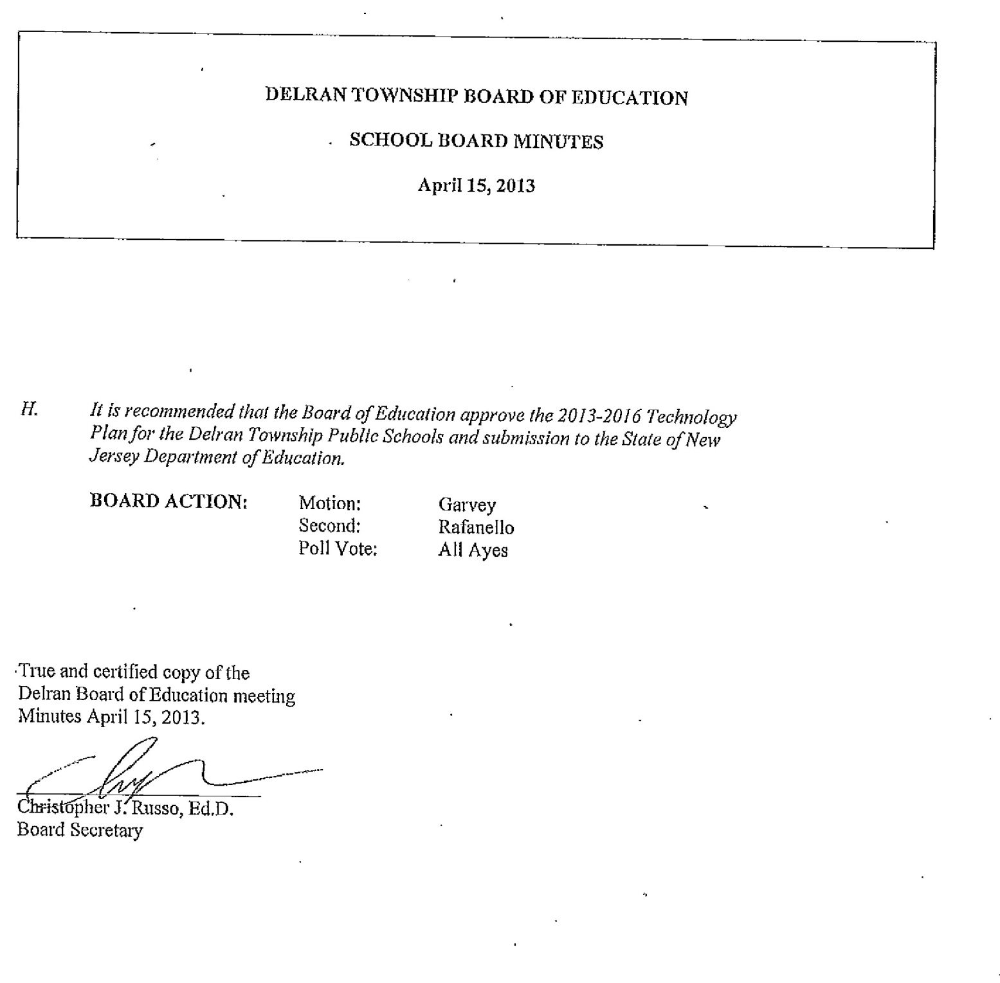 DELRAN TOWNSHIP BOARD OF EDUCATION
SCHOOL BOARD MINUTES
April 15, 2013
H. It is recommended that the Board of Education approve the 2013-2016 Technology
Plan for the Delran Township Public Schools and submission to the State of New
Jersey Department of Education.
BOARD ACTION: Motion: Garvey
Second: Rafanello
Poll Vote: All Ayes
True and certified copy of the
Delran Board of Education meeting
Minutes April 15, 2013.
Christopher J. Russo, Ed.D.
Board Secretary